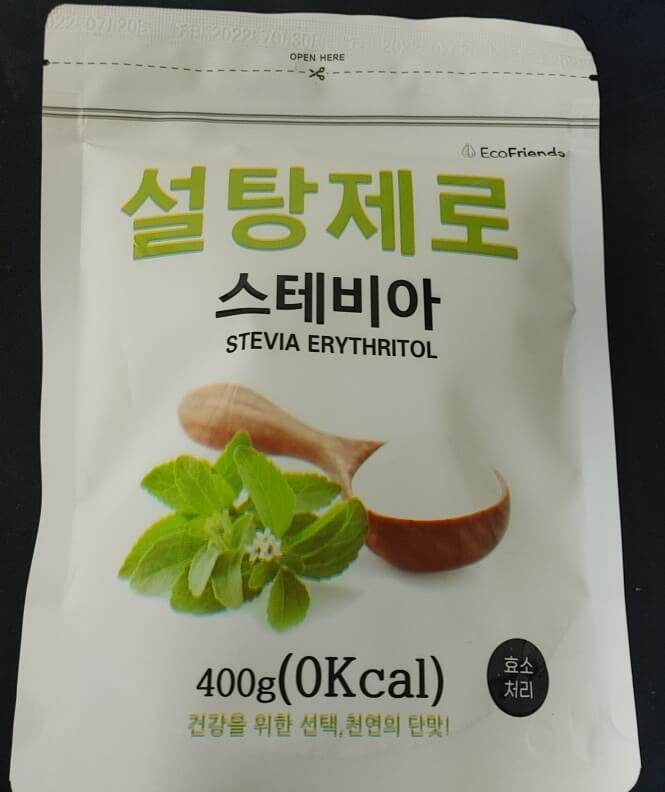 OPEN HERE
EcoFriends
설탕제로
스테비아
STEVIA ERYTHRITOL
400g(0Kcal)
효소
처리
건강을 위한 선택,천연의 단맛!